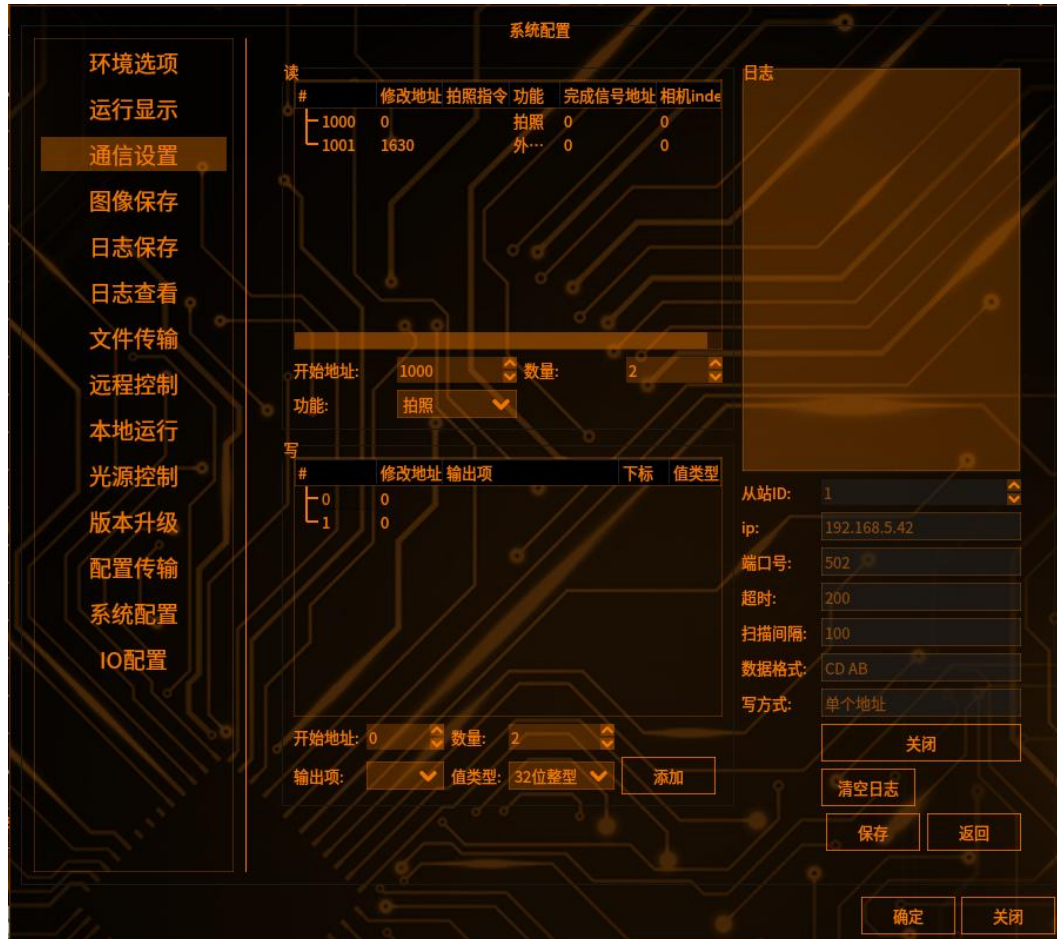 系统配置
环境选项
运行显示
通信设置
图像保存
日志保存
日志查看
文件传输
远程控制
本地运行
光源控制
版本升级
配置传输
系统配置
IO配置
读
# 修改地址 拍照指令 功能 完成信号地址 相机inde
1000 0 拍照 0 0
1001 1630 外… 0 0
开始地址: 1000 数量: 2
功能: 拍照
写
# 修改地址 输出项 下标 值类型
0 0
1 0
开始地址: 0 数量: 2
输出项: 值类型: 32位整型 添加
日志
从站ID: 1
ip: 192.168.5.42
端口号: 502
超时: 200
扫描间隔: 100
数据格式: CD AB
写方式: 单个地址
关闭
清空日志
保存 返回
确定 关闭